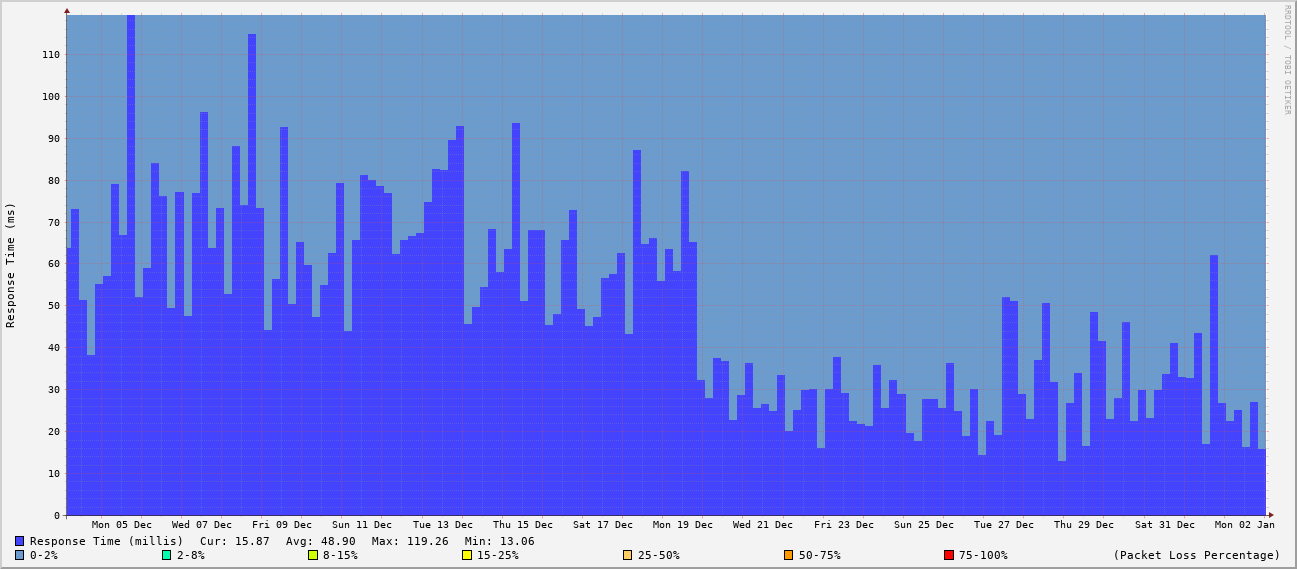 RRDTOOL / TOBI OETIKER
Response Time (ms)
110
100
90
80
70
60
50
40
30
20
10
0
Mon 05 Dec Wed 07 Dec Fri 09 Dec Sun 11 Dec Tue 13 Dec Thu 15 Dec Sat 17 Dec Mon 19 Dec Wed 21 Dec Fri 23 Dec Sun 25 Dec Tue 27 Dec Thu 29 Dec Sat 31 Dec Mon 02 Jan
Response Time (millis) Cur: 15.87 Avg: 48.90 Max: 119.26 Min: 13.06
0-2% 2-8% 8-15% 15-25% 25-50% 50-75% 75-100% (Packet Loss Percentage)